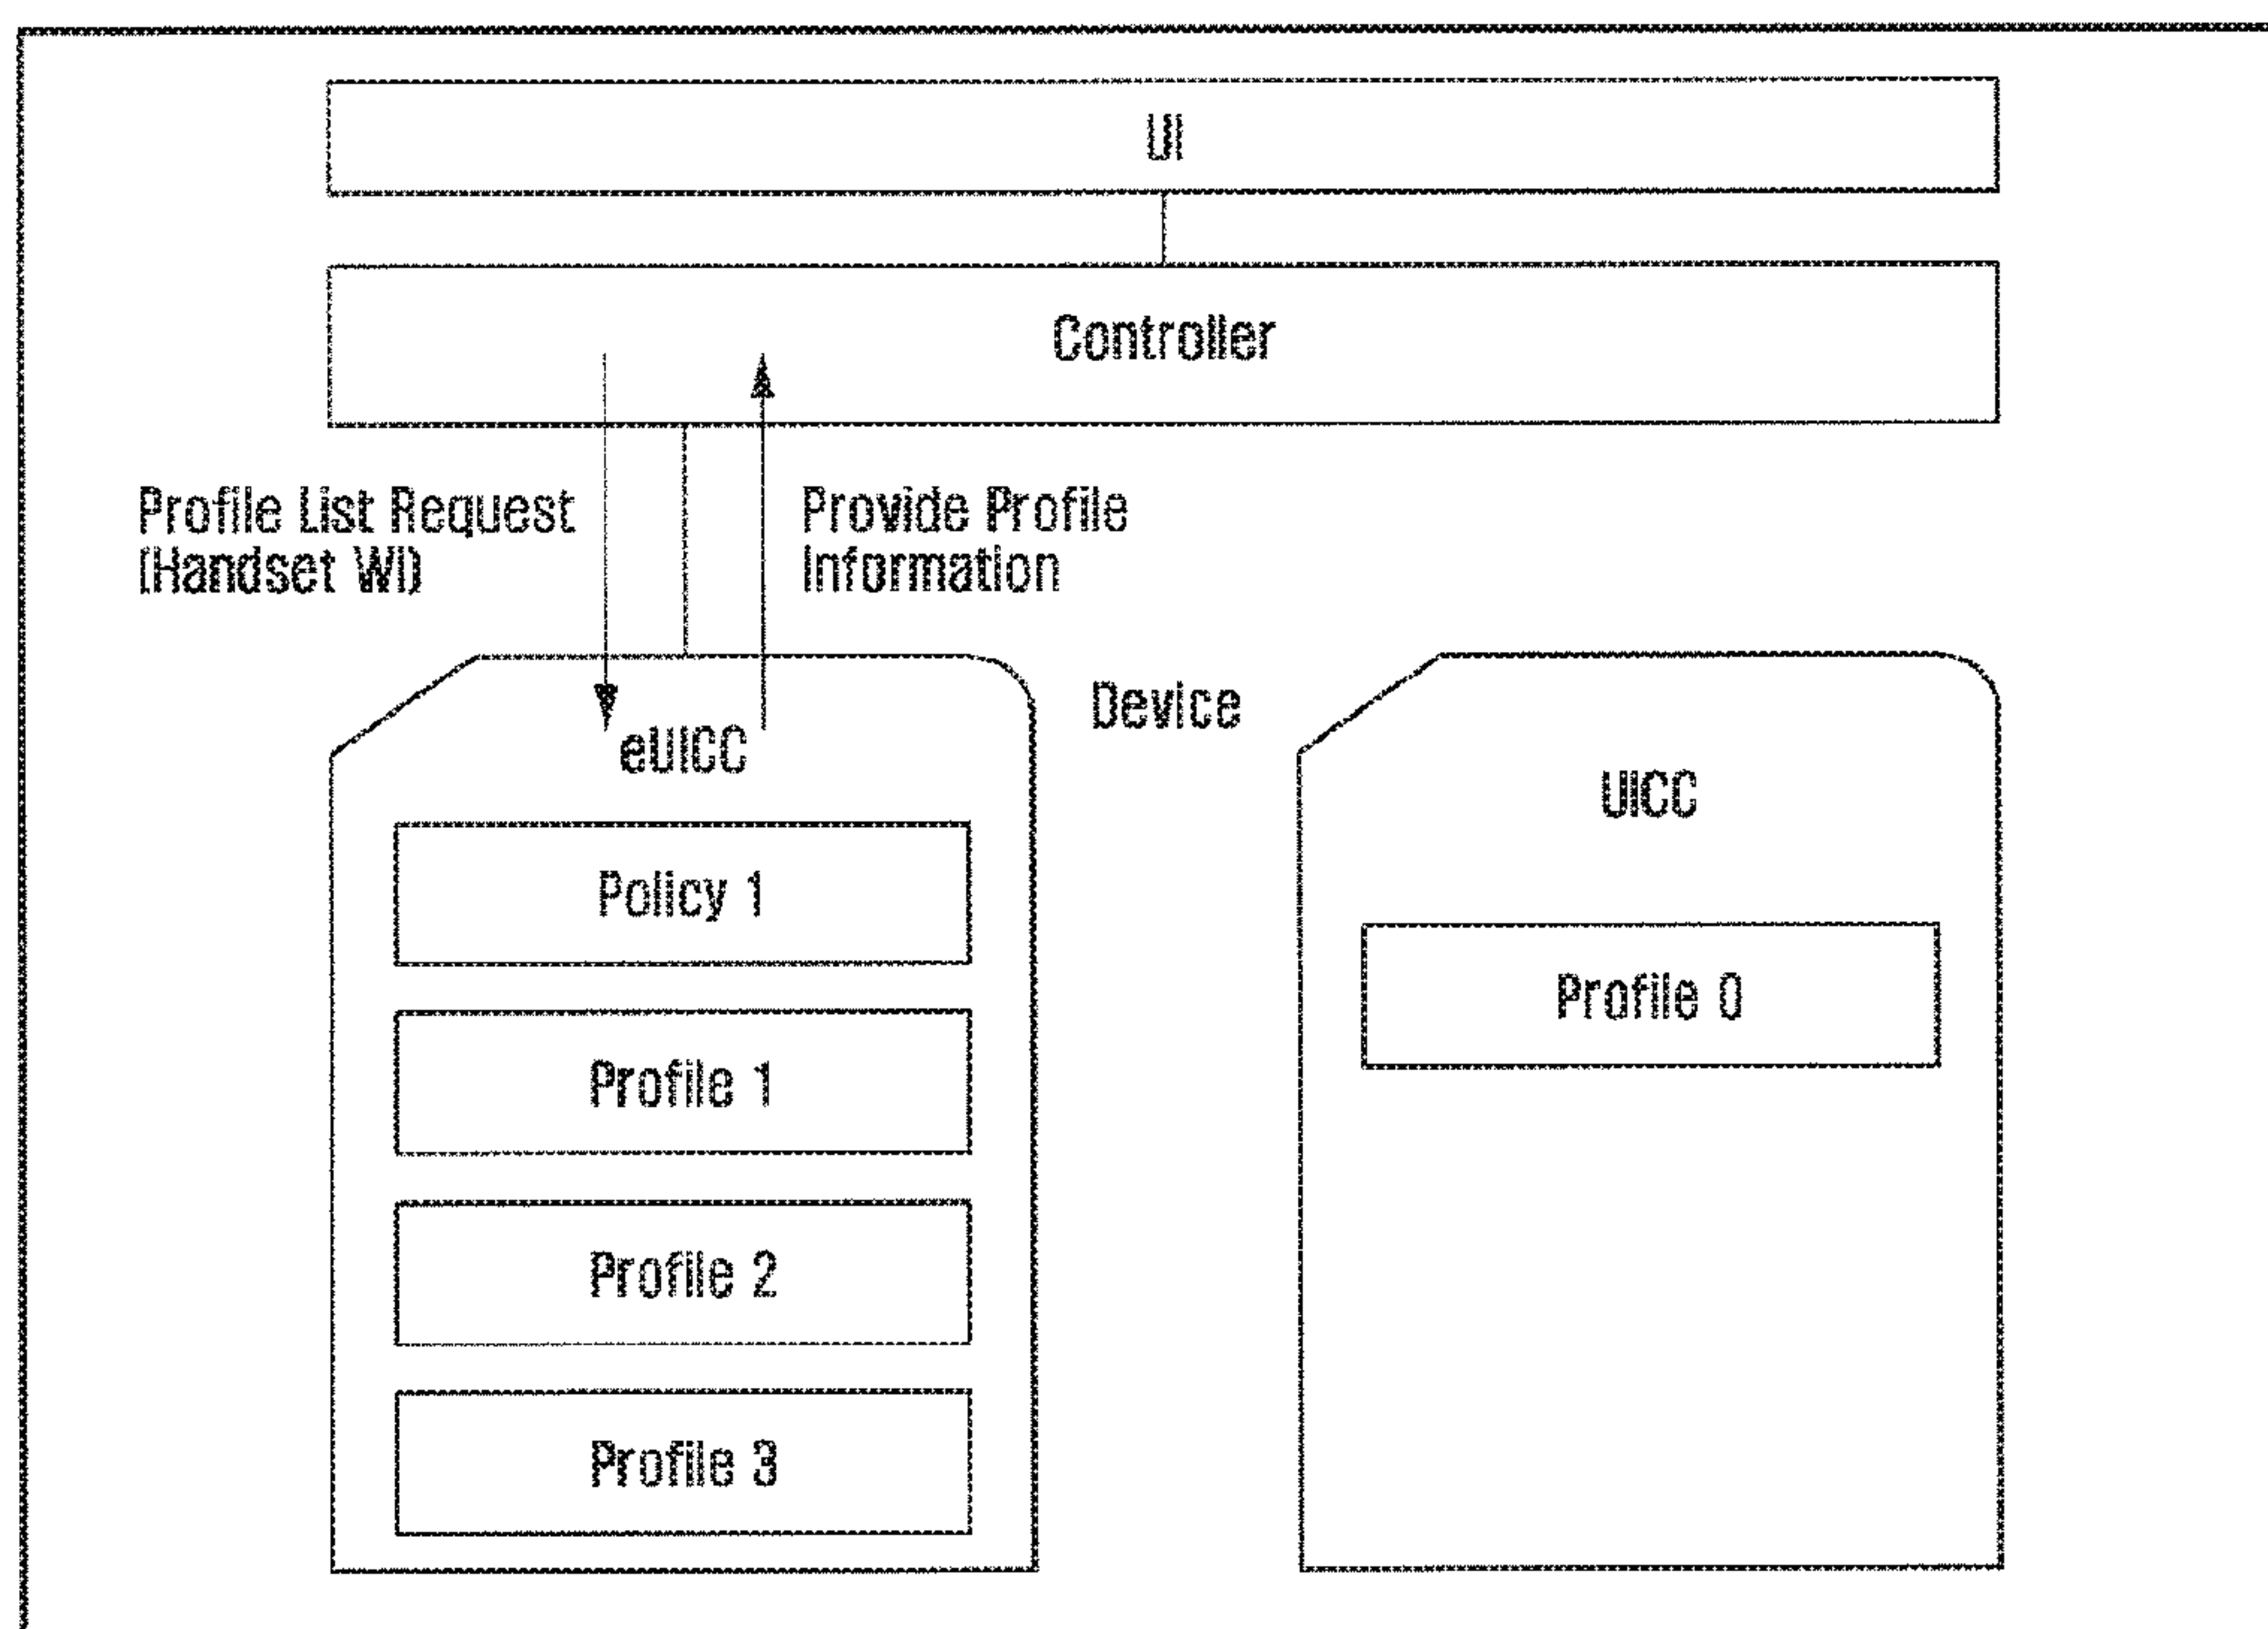 UI
Controller
Profile List Request
(Handset WI)
Provide Profile
Information
Device
eUICC
Policy 1
Profile 1
Profile 2
Profile 3
UICC
Profile 0